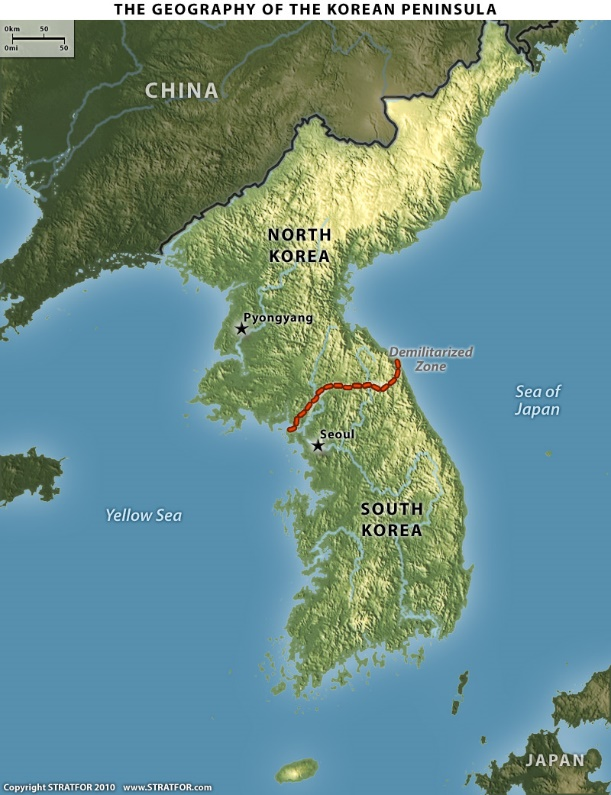 THE GEOGRAPHY OF THE KOREAN PENINSULA
0km 50
0mi 50
CHINA
NORTH
KOREA
Pyongyang
Demilitarized
Zone
Sea of
Japan
Seoul
Yellow Sea
SOUTH
KOREA
JAPAN
Copyright STRATFOR 2010 www.STRATFOR.com